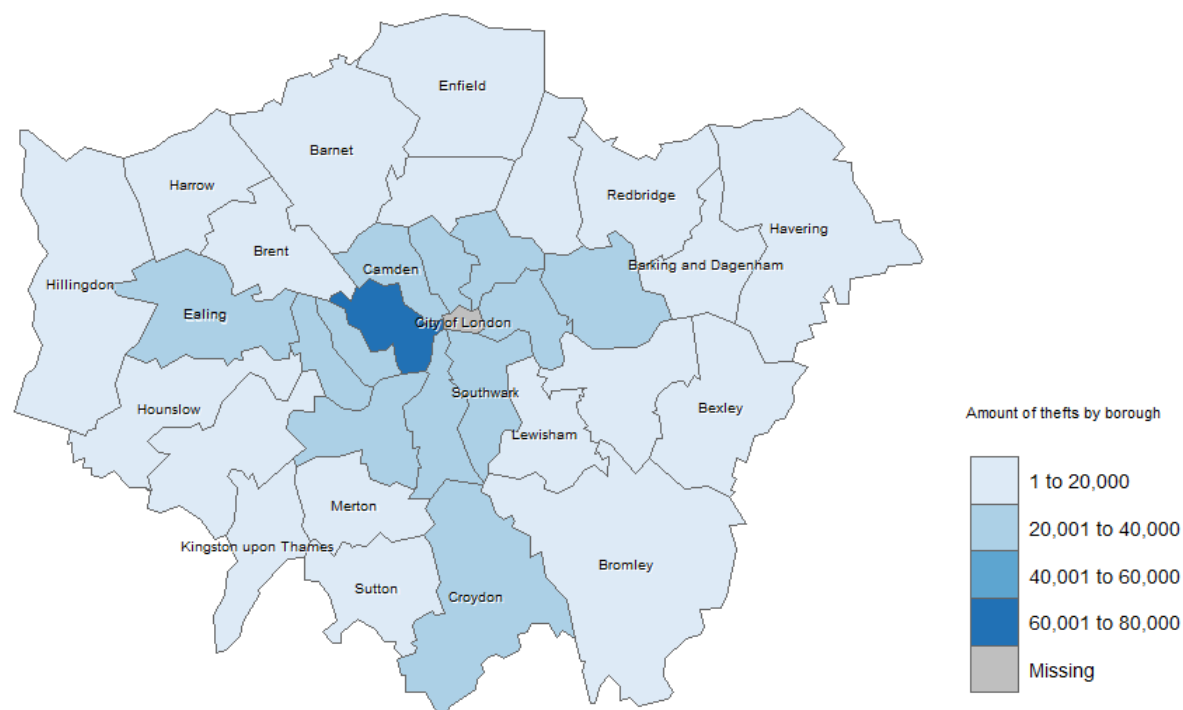 Enfield
Barnet
Harrow
Redbridge
Havering
Brent
Camden
Barking and Dagenham
Hillingdon
Ealing
City of London
Southwark
Hounslow
Bexley
Lewisham
Merton
Kingston upon Thames
Bromley
Sutton
Croydon
Amount of thefts by borough
1 to 20,000
20,001 to 40,000
40,001 to 60,000
60,001 to 80,000
Missing